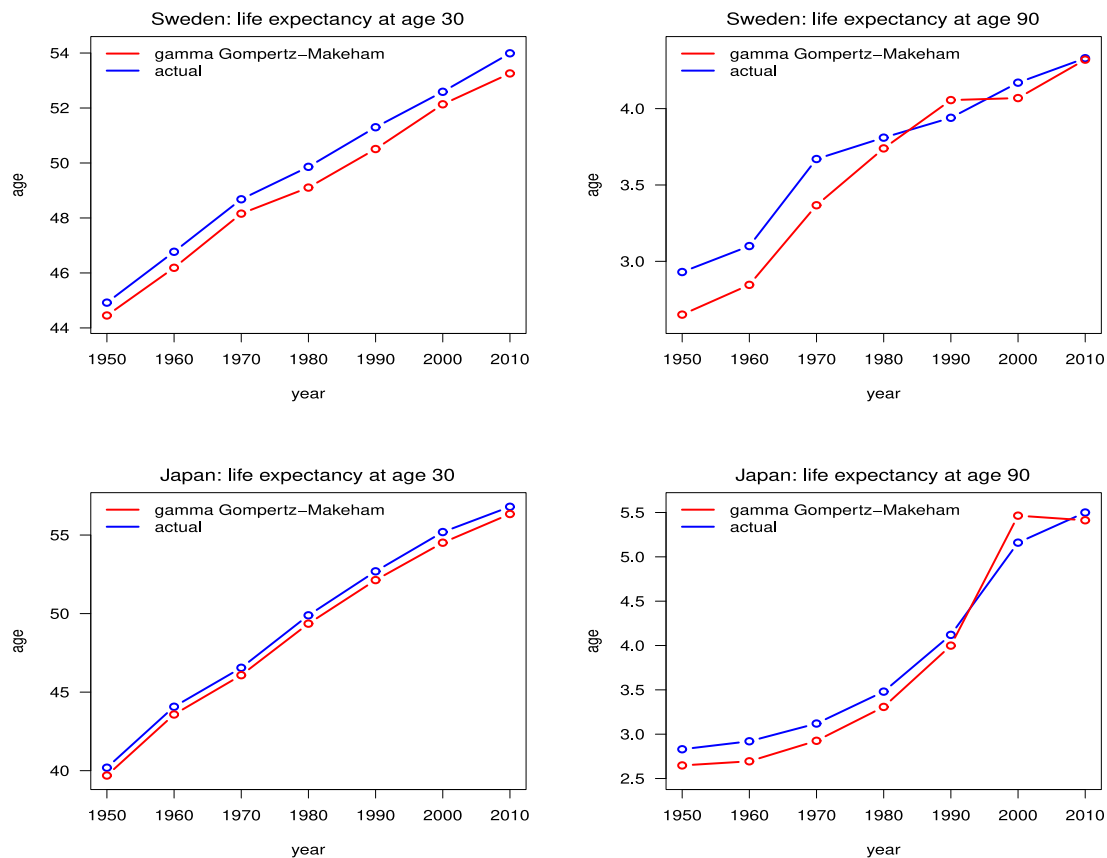 Sweden: life expectancy at age 30
gamma Gompertz−Makeham
actual
54
52
50
48
46
44
age
1950 1960 1970 1980 1990 2000 2010
year
Sweden: life expectancy at age 90
gamma Gompertz−Makeham
actual
4.0
3.5
3.0
age
1950 1960 1970 1980 1990 2000 2010
year
Japan: life expectancy at age 30
gamma Gompertz−Makeham
actual
55
50
45
40
age
1950 1960 1970 1980 1990 2000 2010
year
Japan: life expectancy at age 90
gamma Gompertz−Makeham
actual
5.5
5.0
4.5
4.0
3.5
3.0
2.5
age
1950 1960 1970 1980 1990 2000 2010
year